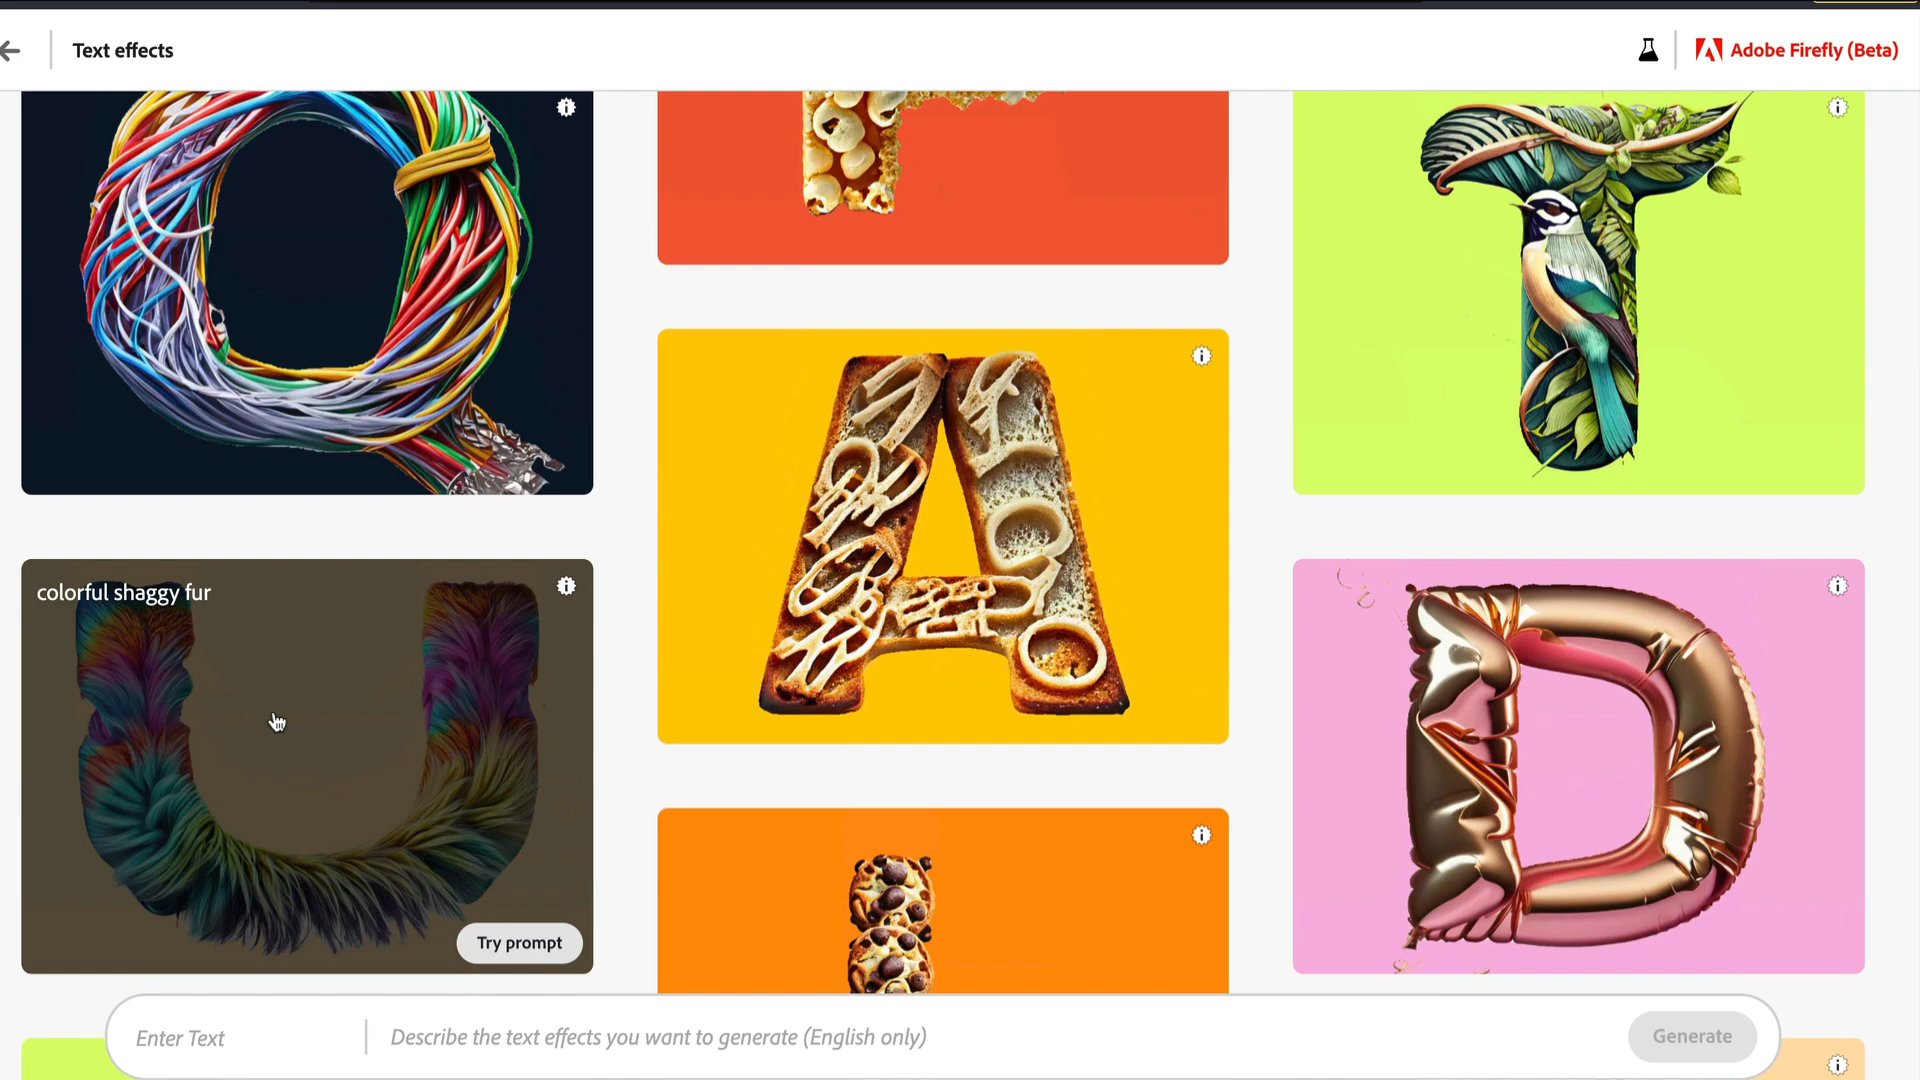 Text effects
Adobe Firefly (Beta)
Q
T
A
colorful shaggy fur
U
D
Try prompt
Enter Text
Describe the text effects you want to generate (English only)
Generate